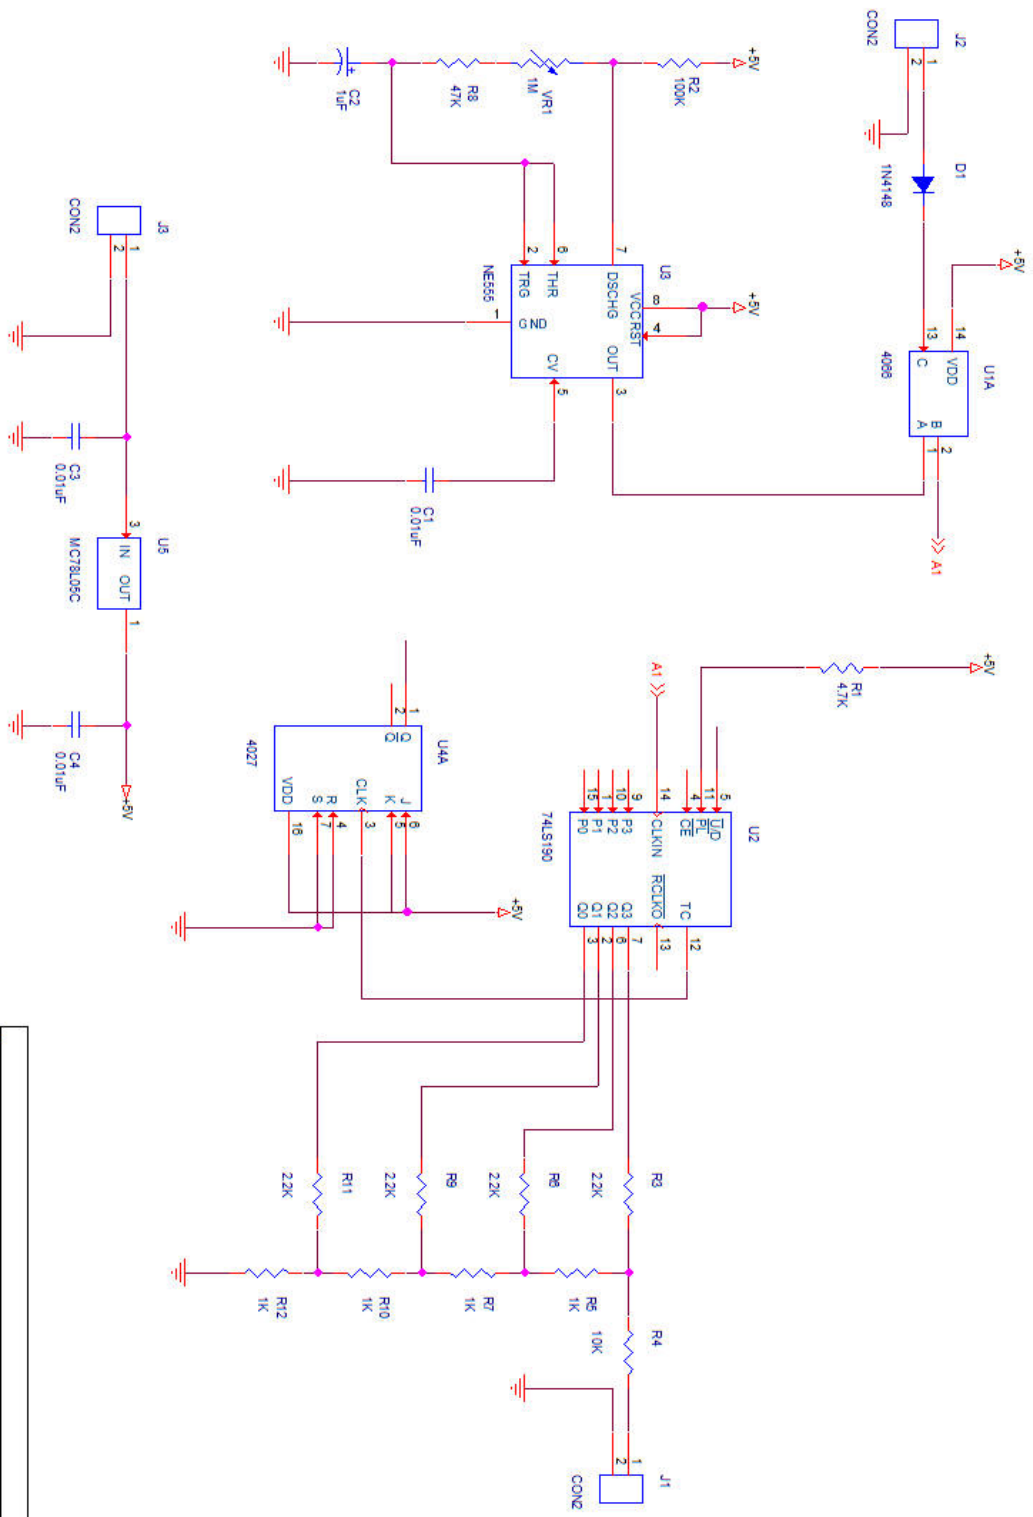 J2
CON2
1
2
D1
1N4148
+5V
U1A
4066
14
VDD
13
C
B
A
2
1
A1
+5V
R2
100K
VR1
1M
R8
47K
C2
1uF
+
U3
NE555
+5V
8
4
VCC RST
7
DSCHG
6
THR
2
TRG
OUT
3
GND
1
CV
5
C1
0.01uF
J3
CON2
1
2
C3
0.01uF
U5
MC78L05C
3
IN
OUT
1
C4
0.01uF
+5V
+5V
R1
4.7K
A1
U2
74LS190
5
U/D
11
PL
4
CE
14
CLKIN
9
P3
10
P2
1
P1
15
P0
TC
12
RCLKO
13
Q3
7
Q2
6
Q1
2
Q0
3
U4A
4027
1
Q
2
Q
J
6
K
5
CLK
3
R
4
S
7
VDD
16
+5V
R3
2.2K
R6
2.2K
R9
2.2K
R11
2.2K
R4
10K
R5
1K
R7
1K
R10
1K
R12
1K
J1
CON2
1
2